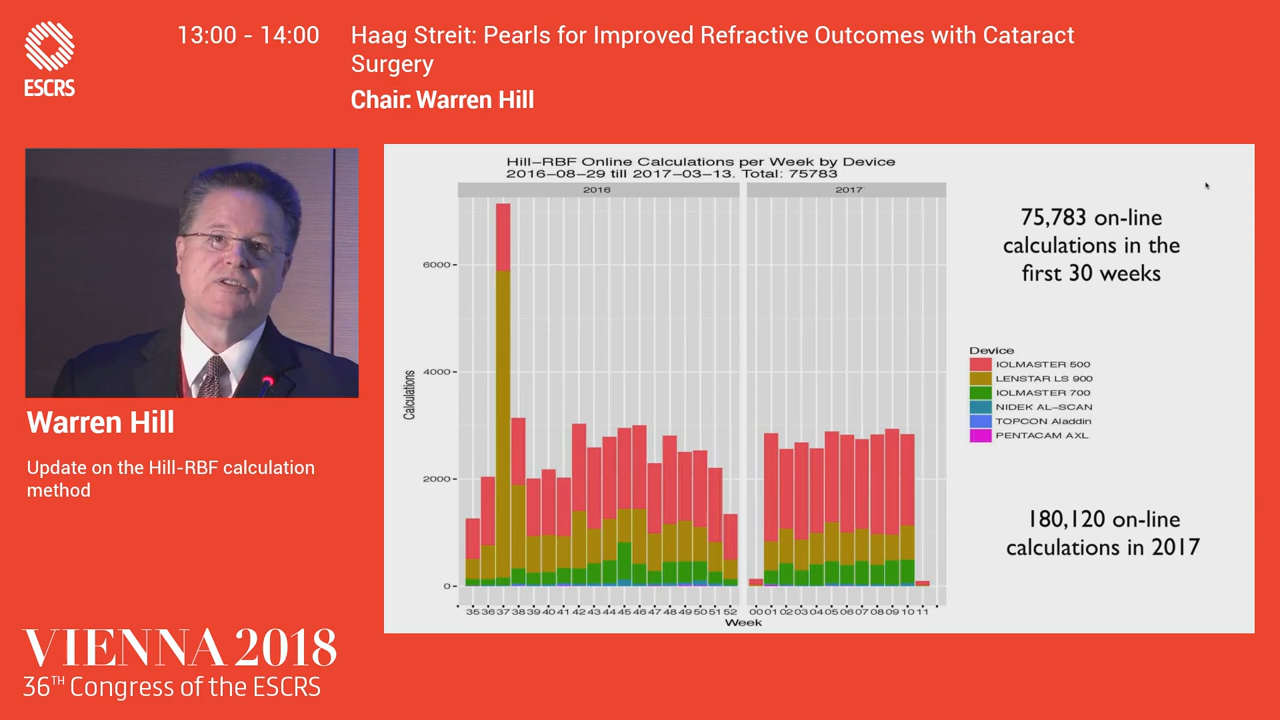 ESCRS
13:00 - 14:00
Haag Streit: Pearls for Improved Refractive Outcomes with Cataract
Surgery
Chair: Warren Hill
Warren Hill
Update on the Hill-RBF calculation
method
VIENNA 2018
36TH Congress of the ESCRS
Hill-RBF Online Calculations per Week by Device
2016-08-29 till 2017-03-13. Total: 75783
2016
2017
6000
4000
2000
0
Calculations
35 36 37 38 39 40 41 42 43 44 45 46 47 48 49 50 51 52
00 01 02 03 04 05 06 07 08 09 10 11
Week
75,783 on-line
calculations in the
first 30 weeks
Device
IOLMASTER 500
LENSTAR LS 900
IOLMASTER 700
NIDEK AL-SCAN
TOPCON Aladdin
PENTACAM AXL
180,120 on-line
calculations in 2017